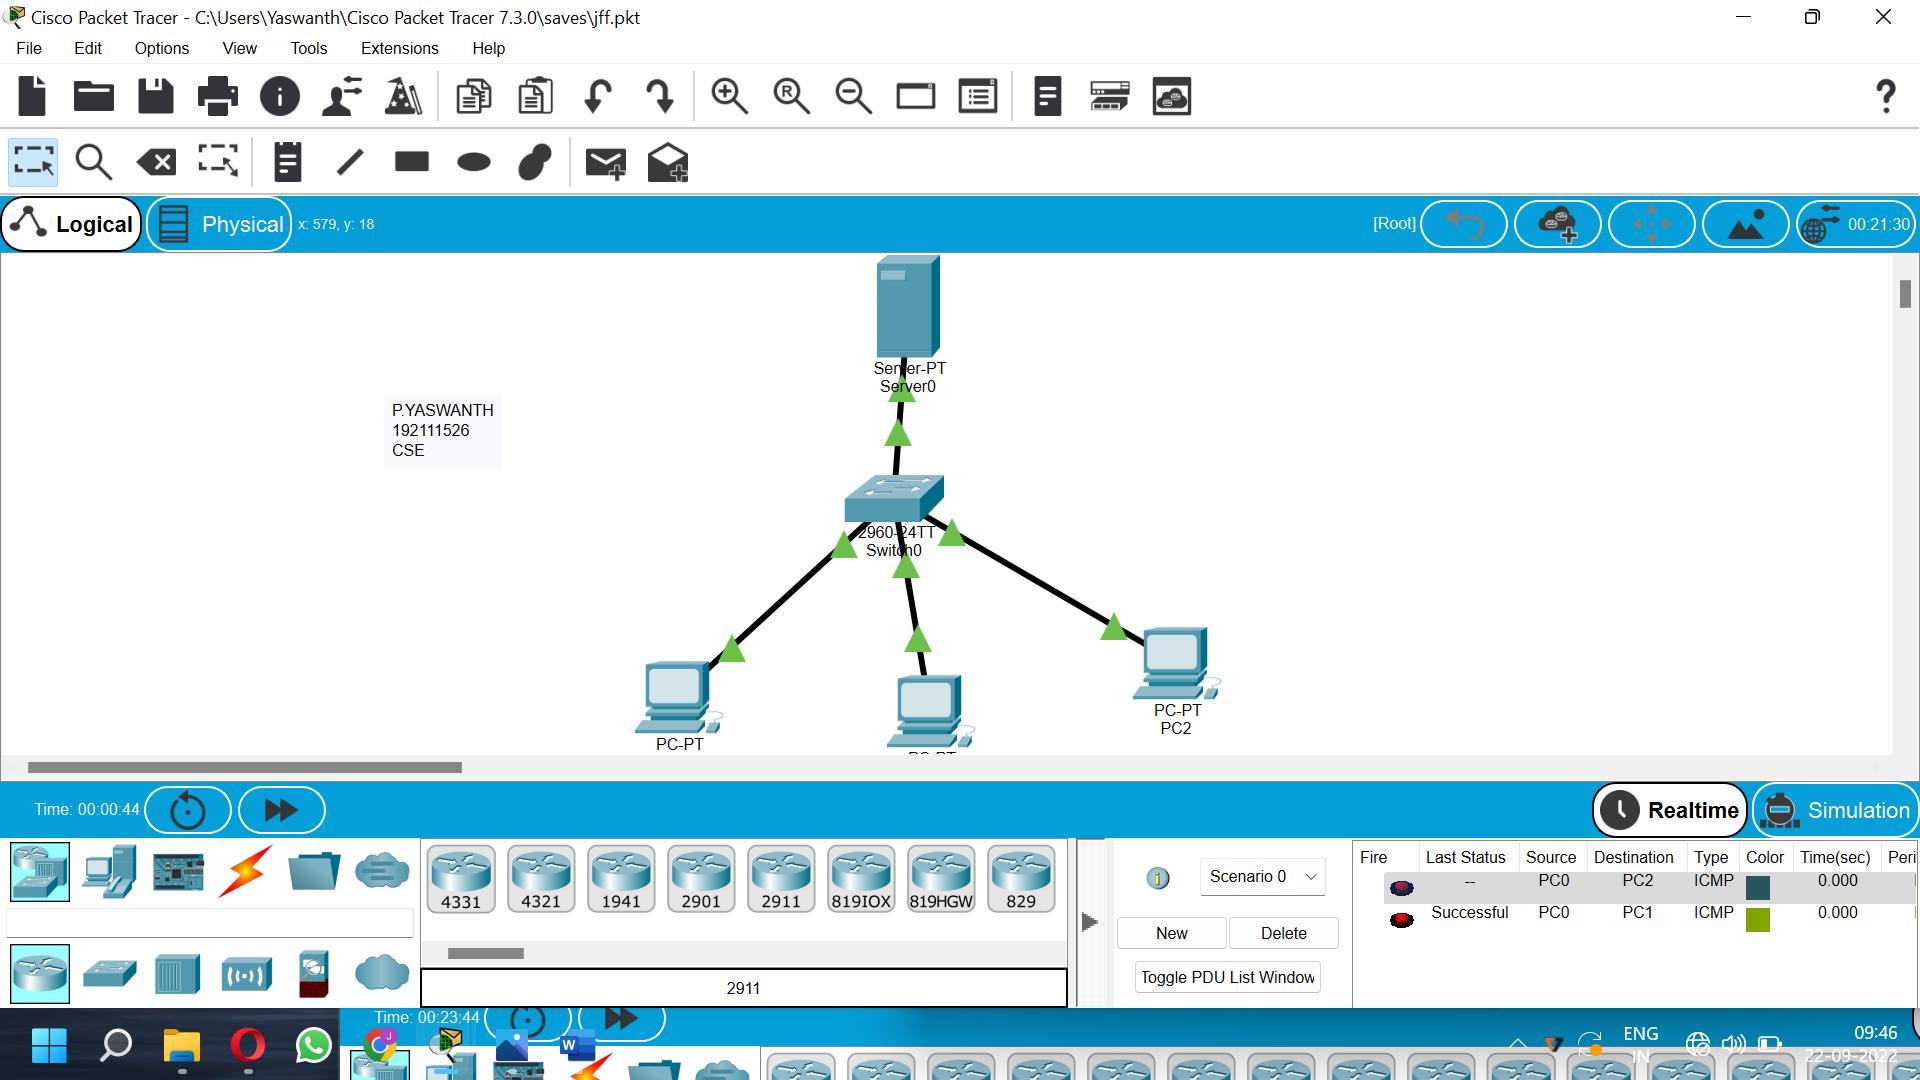 Cisco Packet Tracer - C:\Users\Yaswanth\Cisco Packet Tracer 7.3.0\saves\jff.pkt
File Edit Options View Tools Extensions Help
Logical Physical x: 579, y: 18 [Root] 00:21:30
Server-PT
Server0
P.YASWANTH
192111526
CSE
2960-24TT
Switch0
PC-PT
PC2
PC-PT
PC-PT
Time: 00:00:44 Realtime Simulation
Fire Last Status Source Destination Type Color Time(sec) Peri
-- PC0 PC2 ICMP 0.000
Successful PC0 PC1 ICMP 0.000
Scenario 0
New Delete
Toggle PDU List Window
4331 4321 1941 2901 2911 819IOX 819HGW 829
2911
Time: 00:23:44
ENG
IN
09:46
22-09-2022